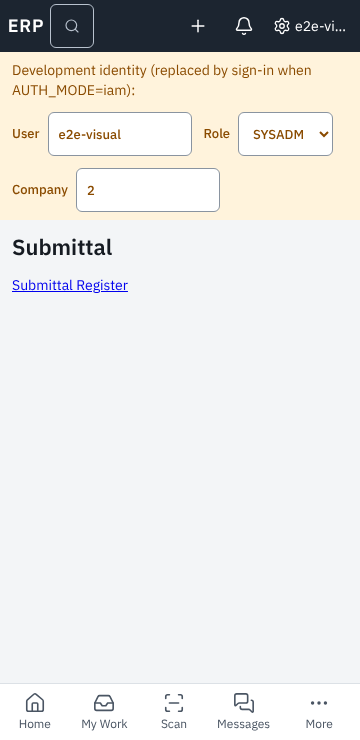 ERP
e2e-vi...
Development identity (replaced by sign-in when
AUTH_MODE=iam):
User e2e-visual Role SYSADM
Company 2
Submittal
Submittal Register
Home My Work Scan Messages More